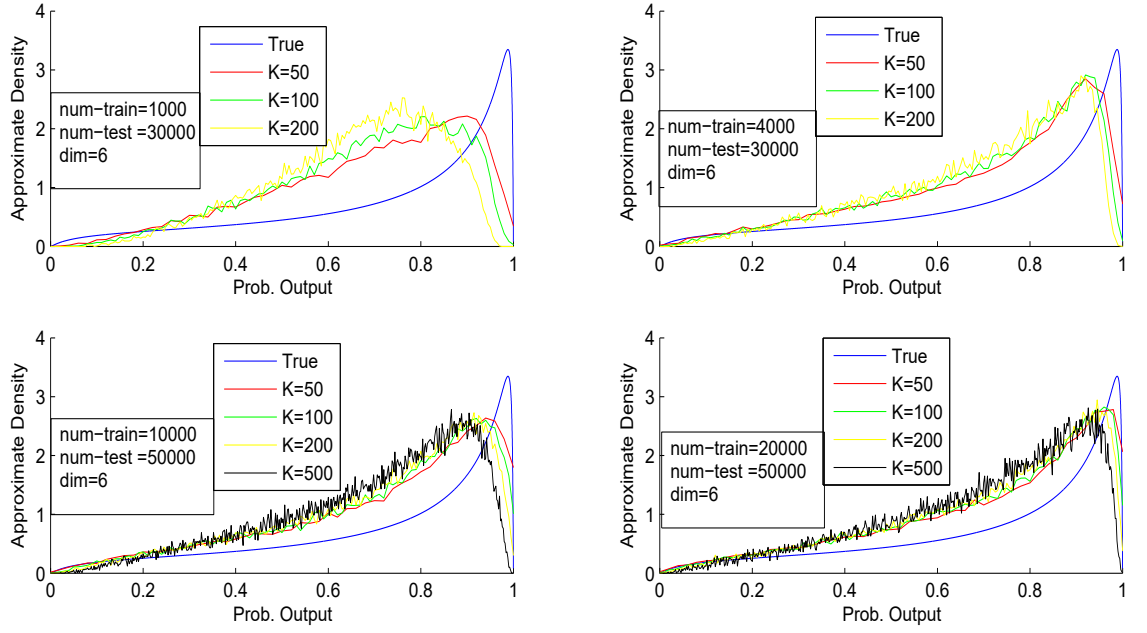 Approximate Density
4
3
2
1
0
0
0.2
0.4
0.6
0.8
1
Prob. Output
True
K=50
K=100
K=200
num−train=1000
num−test =30000
dim=6
Approximate Density
4
3
2
1
0
0
0.2
0.4
0.6
0.8
1
Prob. Output
True
K=50
K=100
K=200
num−train=4000
num−test=30000
dim=6
Approximate Density
4
3
2
1
0
0
0.2
0.4
0.6
0.8
1
Prob. Output
True
K=50
K=100
K=200
K=500
num−train=10000
num−test =50000
dim=6
Approximate Density
4
3
2
1
0
0
0.2
0.4
0.6
0.8
1
Prob. Output
True
K=50
K=100
K=200
K=500
num−train=20000
num−test =50000
dim=6